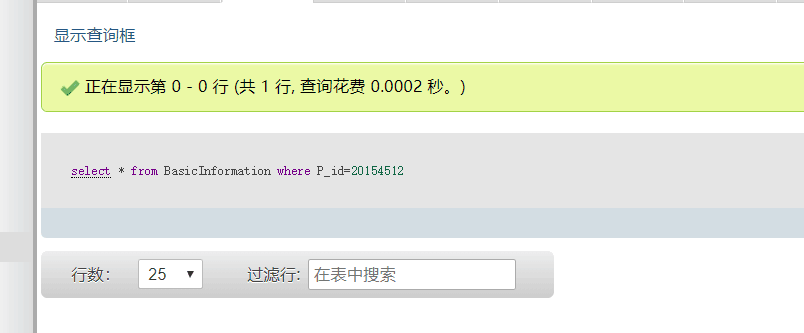 显示查询框
正在显示第 0 - 0 行 (共 1 行, 查询花费 0.0002 秒。)
select * from BasicInformation where P_id=20154512
行数: 25 过滤行: 在表中搜索